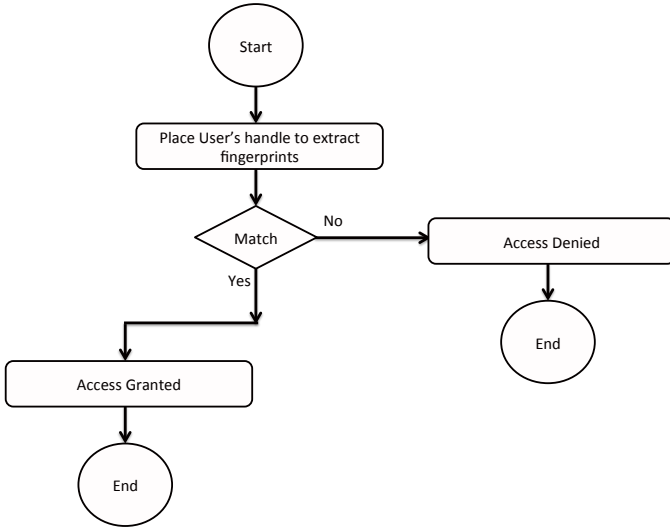 Start
Place User's handle to extract
fingerprints
Match
No
Access Denied
Yes
End
Access Granted
End